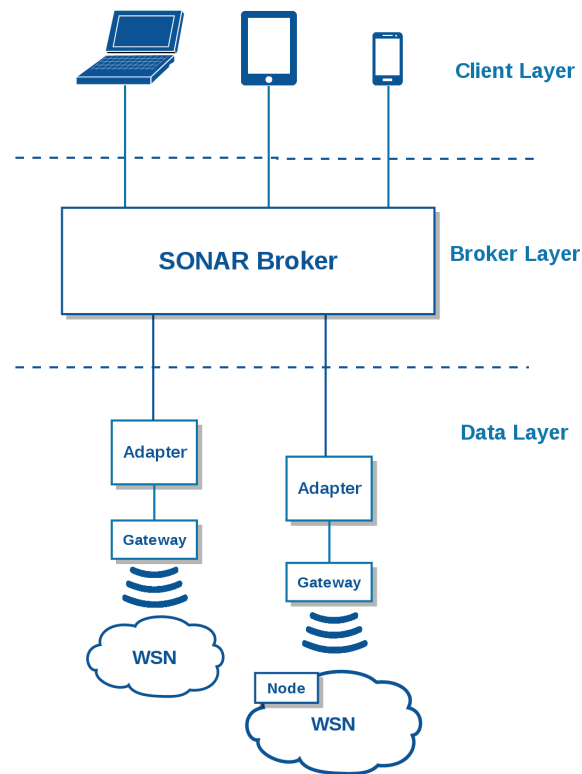 Client Layer
SONAR Broker
Broker Layer
Data Layer
Adapter
Adapter
Gateway
Gateway
WSN
Node
WSN